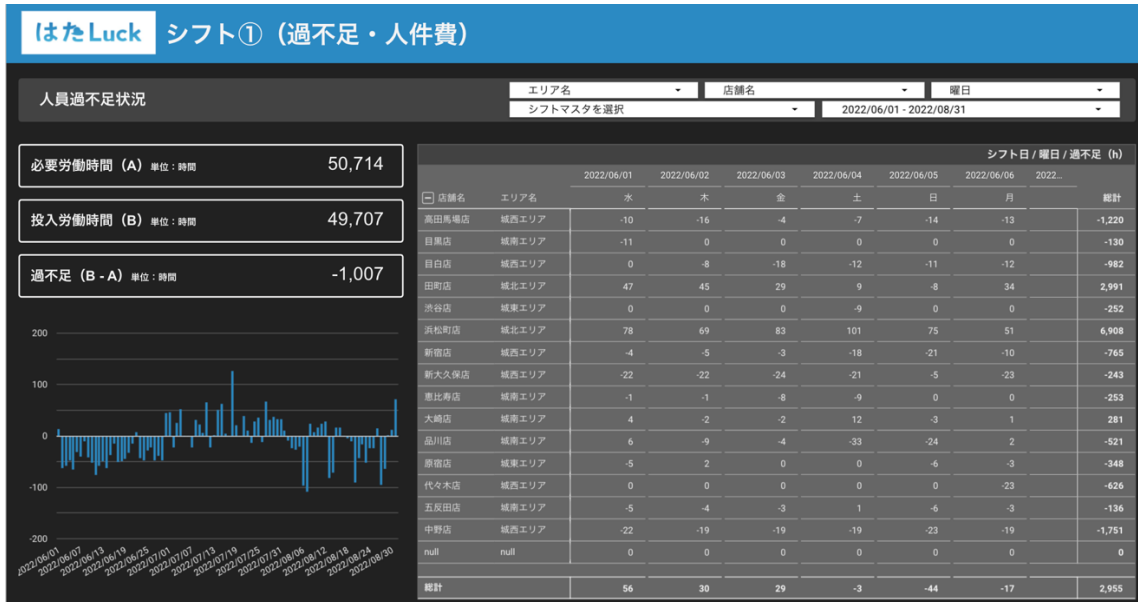 はたLuck シフト①（過不足・人件費）
人員過不足状況
エリア名 店舗名 曜日
シフトマスタを選択 2022/06/01 - 2022/08/31
必要労働時間（A）単位：時間 50,714
投入労働時間（B）単位：時間 49,707
過不足（B - A）単位：時間 -1,007
200
100
0
-100
-200
2022/06/01 2022/06/07 2022/06/13 2022/06/19 2022/06/25 2022/07/01 2022/07/07 2022/07/13 2022/07/19 2022/07/25 2022/07/31 2022/08/06 2022/08/12 2022/08/18 2022/08/24 2022/08/30
シフト日 / 曜日 / 過不足（h）
2022/06/01 2022/06/02 2022/06/03 2022/06/04 2022/06/05 2022/06/06 2022...
店舗名 エリア名 水 木 金 土 日 月 総計
高田馬場店 城西エリア -10 -16 -4 -7 -14 -13 -1,220
目黒店 城南エリア -11 0 0 0 0 0 -130
目白店 城西エリア 0 -8 -18 -12 -11 -12 -982
田町店 城北エリア 47 45 29 9 -8 34 2,991
渋谷店 城東エリア 0 0 0 -9 0 0 -252
浜松町店 城北エリア 78 69 83 101 75 51 6,908
新宿店 城西エリア -4 -5 -3 -18 -21 -10 -765
新大久保店 城西エリア -22 -22 -24 -21 -5 -23 -243
恵比寿店 城南エリア -1 -1 -8 -9 0 0 -253
大崎店 城南エリア 4 -2 -2 12 -3 1 281
品川店 城南エリア 6 -9 -4 -33 -24 2 -521
原宿店 城東エリア -5 2 0 0 -6 -3 -348
代々木店 城西エリア 0 0 0 0 0 -23 -626
五反田店 城南エリア -5 -4 -3 1 -6 -3 -136
中野店 城西エリア -22 -19 -19 -19 -23 -19 -1,751
null null 0 0 0 0 0 0 0
総計 56 30 29 -3 -44 -17 2,955